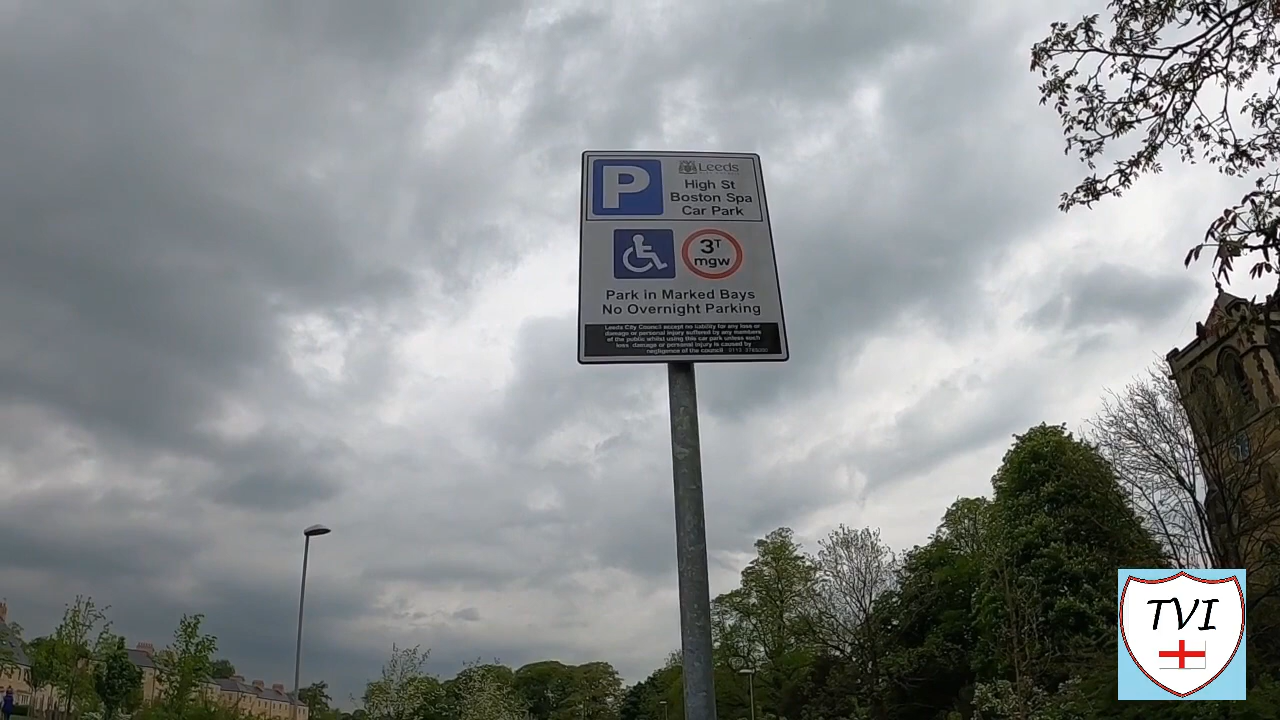 P
Leeds
High St
Boston Spa
Car Park
3T
mgw
Park in Marked Bays
No Overnight Parking
Leeds City Council accept no liability for any loss or
damage or personal injury suffered by any members
of the public whilst using this car park unless such
loss, damage or personal injury is caused by
negligence of the council
TVI